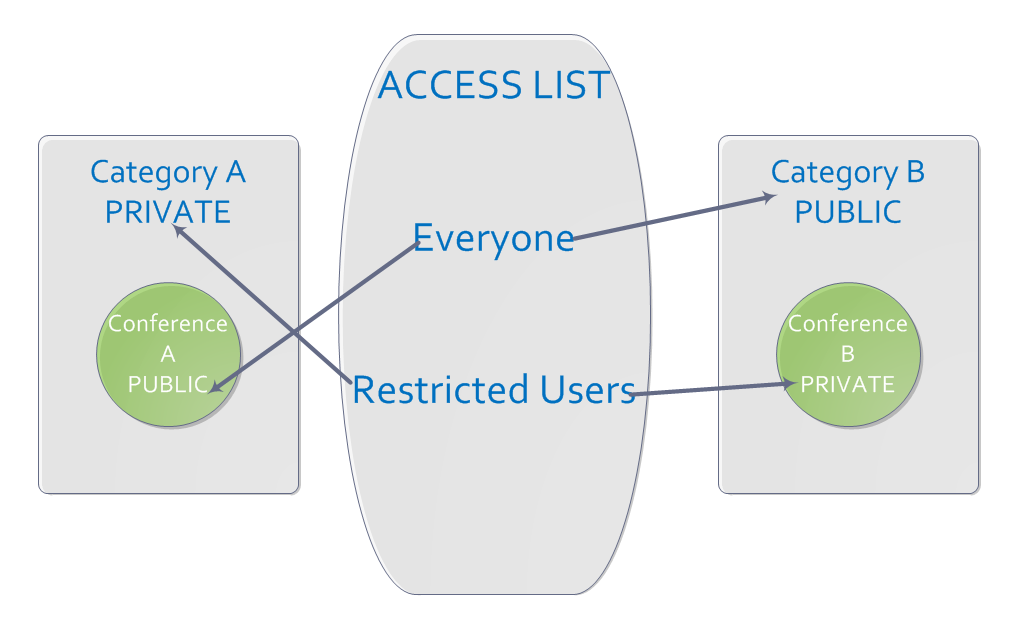 ACCESS LIST
Category A
PRIVATE
Conference
A
PUBLIC
Everyone
Restricted Users
Category B
PUBLIC
Conference
B
PRIVATE